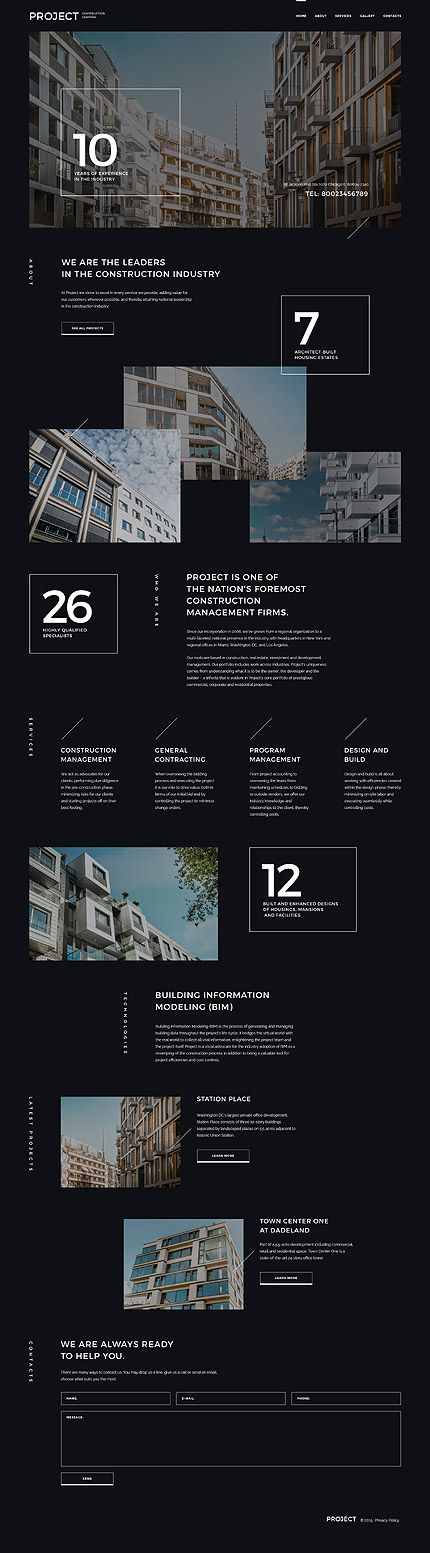 PROJECT CONSTRUCTION
COMPANY
HOME ABOUT SERVICES GALLERY CONTACTS
10
YEARS OF EXPERIENCE
IN THE INDUSTRY
TEL: 80023456789
ABOUT
WE ARE THE LEADERS
IN THE CONSTRUCTION INDUSTRY
At Project we strive to excel in every service we provide, adding value for
our customers wherever possible, and thereby attaining national leadership
in the construction industry.
SEE ALL PROJECTS
7
ARCHITECT-BUILT
HOUSING ESTATES
26
HIGHLY QUALIFIED
SPECIALISTS
WHO WE ARE
PROJECT IS ONE OF
THE NATION'S FOREMOST
CONSTRUCTION
MANAGEMENT FIRMS.
Since our incorporation in 2006, we've grown from a regional organization to a
multi-faceted national presence in the industry with headquarters in New York and
regional offices in Miami, Washington DC, and Los Angeles.
Our roots are based in construction, real estate, investment and development
management. Our portfolio includes work across industries. Project's uniqueness
comes from understanding what it is to be the owner, the developer and the
builder – a trifecta that is evident in Project's core portfolio of prestigious
commercial, corporate and residential properties.
SERVICES
CONSTRUCTION
MANAGEMENT
We act as advocates for our
clients, performing due diligence
in the pre-construction phase,
minimizing risks for our clients
and starting projects off on their
best footing.
GENERAL
CONTRACTING
When overseeing the bidding
process and executing the project
it is our role to drive value, both in
terms of our initial bid and by
controlling the project to minimize
change orders.
PROGRAM
MANAGEMENT
From project accounting to
overseeing the team; from
maintaining schedules to bidding
to outside vendors, we offer our
industry knowledge and
relationships to the client, thereby
controlling costs.
DESIGN AND
BUILD
Design and build is all about
working with efficiencies created
within the design phase, thereby
minimizing on site labor and
executing seamlessly while
controlling costs.
12
BUILT AND ENHANCED DESIGNS
OF HOUSINGS, MANSIONS
AND FACILITIES
TECHNOLOGIES
BUILDING INFORMATION
MODELING (BIM)
Building Information Modeling (BIM) is the process of generating and managing
building data throughout the project's life cycle. It bridges the virtual world with
the real world to collect all vital information, enlightening the project team and
the project itself. Project is a vocal advocate for the industry adoption of BIM as a
revamping of the construction process in addition to being a valuable tool for
project efficiencies and cost controls.
LATEST PROJECTS
STATION PLACE
Washington DC's largest private office development,
Station Place consists of three 10-story buildings
separated by landscaped plazas on 5.5 acres adjacent to
historic Union Station.
LEARN MORE
TOWN CENTER ONE
AT DADELAND
Part of a 5.5-acre development including commercial,
retail and residential space, Town Center One is a
state-of-the-art 20 story office tower.
LEARN MORE
CONTACTS
WE ARE ALWAYS READY
TO HELP YOU.
There are many ways to contact us. You may drop us a line, give us a call or send an email,
choose what suits you the most.
NAME:
E-MAIL:
PHONE:
MESSAGE:
SEND
PROJECT © 2015 Privacy Policy